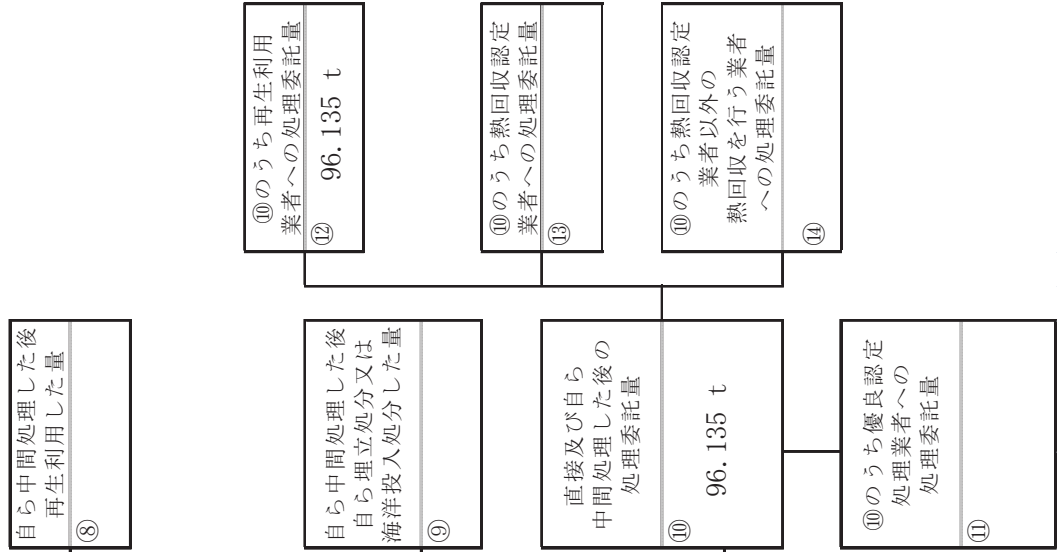 自ら中間処理した後
再生利用した量
⑧
自ら中間処理した後
自ら埋立処分又は
海洋投入処分した量
⑨
直接及び自ら
中間処理した後の
処理委託量
⑩
96.135 t
⑩のうち優良認定
処理業者への
処理委託量
⑪
⑩のうち再生利用
業者への処理委託量
⑫
96.135 t
⑩のうち熱回収認定
業者への処理委託量
⑬
⑩のうち熱回収認定
業者以外の
熱回収を行う業者
への処理委託量
⑭